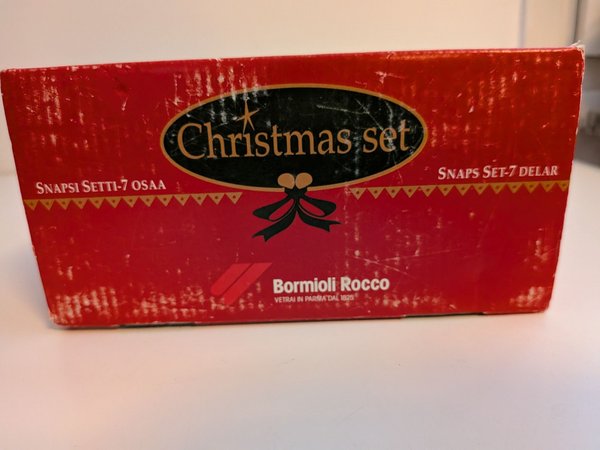 Christmas set
SNAPSI SETTI-7 OSAA
SNAPS SET-7 DELAR
Bormioli Rocco
VETRAI IN PARMA DAL 1825